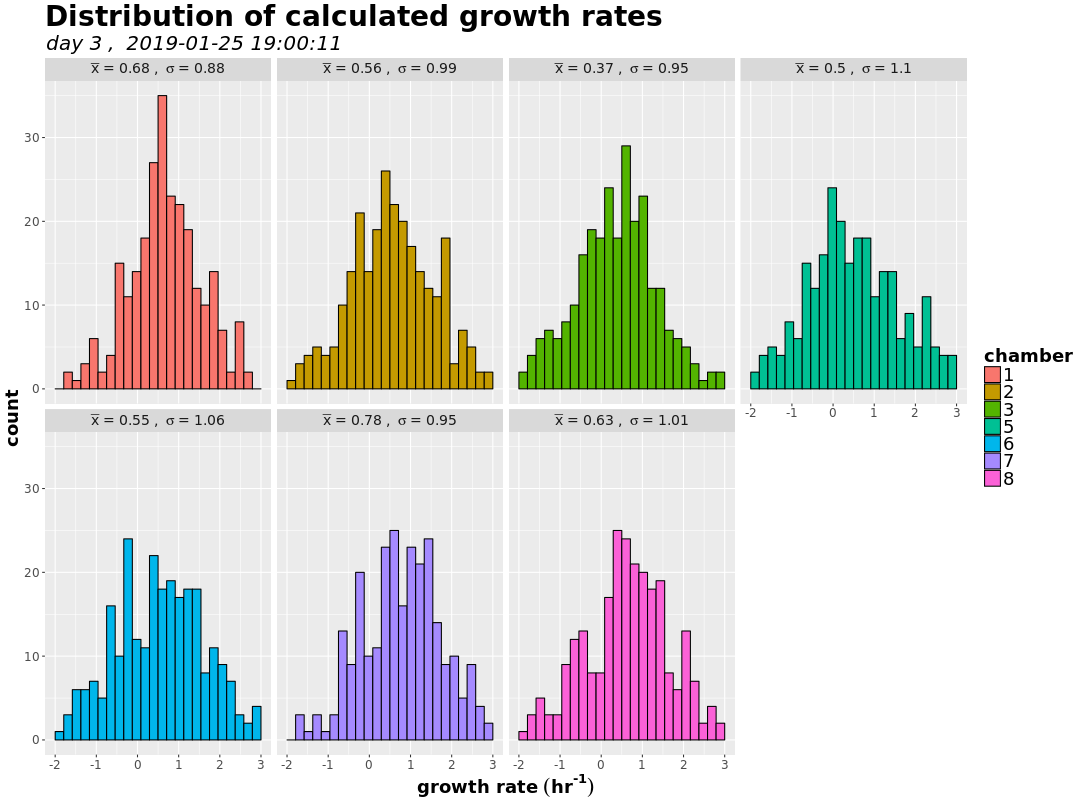 Distribution of calculated growth rates
day 3 ,  2019-01-25 19:00:11
x̅ = 0.68 ,  σ = 0.88
x̅ = 0.56 ,  σ = 0.99
x̅ = 0.37 ,  σ = 0.95
x̅ = 0.5 ,  σ = 1.1
30
20
10
0
-2 -1 0 1 2 3
x̅ = 0.55 ,  σ = 1.06
x̅ = 0.78 ,  σ = 0.95
x̅ = 0.63 ,  σ = 1.01
30
20
10
0
-2 -1 0 1 2 3
-2 -1 0 1 2 3
-2 -1 0 1 2 3
count
growth rate (hr⁻¹)
chamber
1
2
3
5
6
7
8